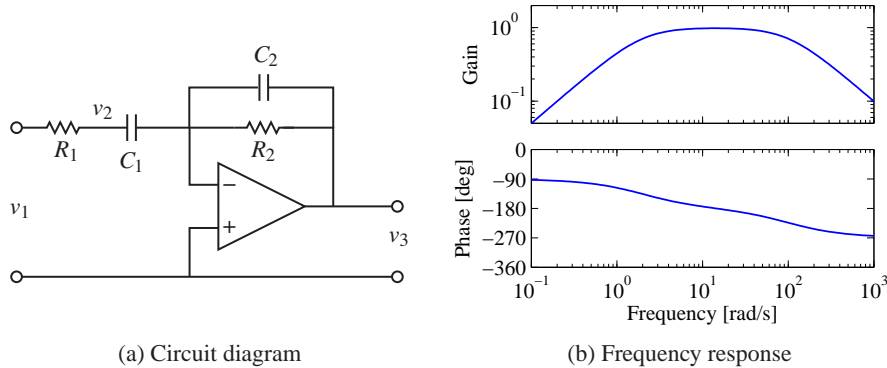 C2
v2
R1
C1
R2
−
+
v1
v3
(a) Circuit diagram
10^0
10^-1
Gain
0
−90
−180
−270
−360
Phase [deg]
10^-1
10^0
10^1
10^2
10^3
Frequency [rad/s]
(b) Frequency response